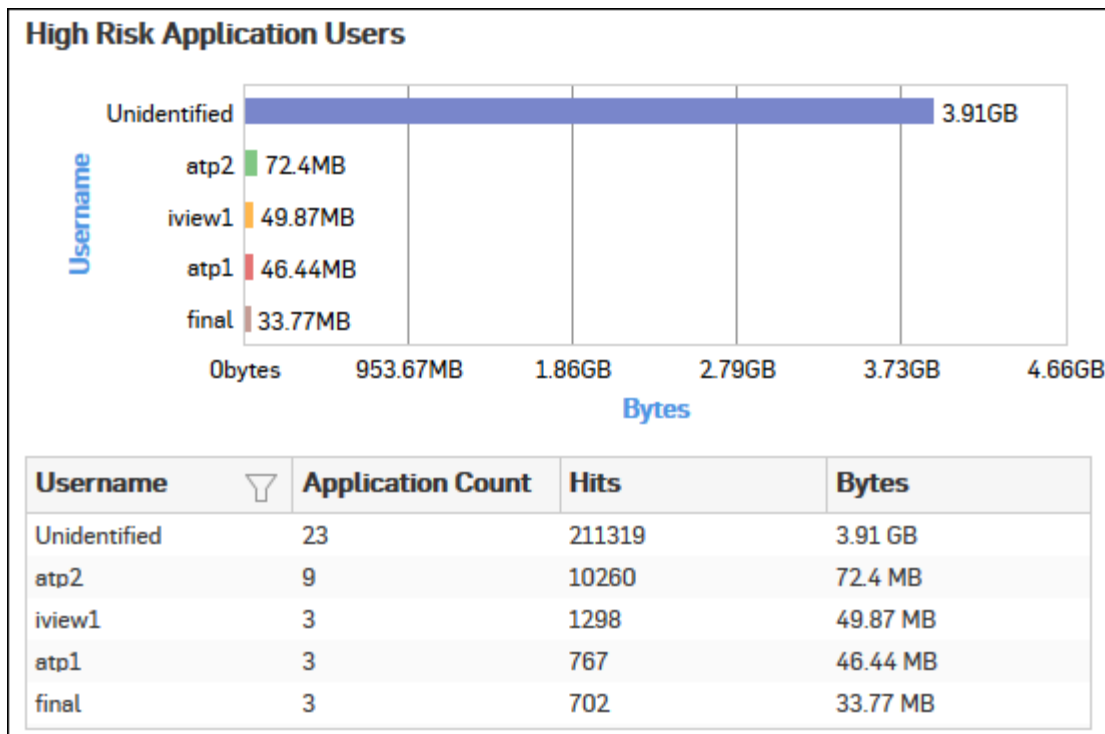 High Risk Application Users
Unidentified 3.91GB
atp2 72.4MB
iview1 49.87MB
atp1 46.44MB
final 33.77MB
Username
0bytes 953.67MB 1.86GB 2.79GB 3.73GB 4.66GB
Bytes
Username Application Count Hits Bytes
Unidentified 23 211319 3.91 GB
atp2 9 10260 72.4 MB
iview1 3 1298 49.87 MB
atp1 3 767 46.44 MB
final 3 702 33.77 MB